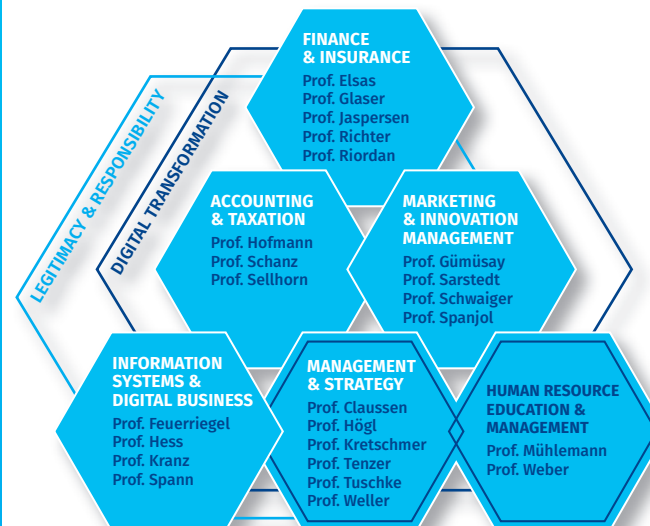 FINANCE
& INSURANCE
Prof. Elsas
Prof. Glaser
Prof. Jaspersen
Prof. Richter
Prof. Riordan
LEGITIMACY & RESPONSIBILITY
DIGITAL TRANSFORMATION
ACCOUNTING
& TAXATION
Prof. Hofmann
Prof. Schanz
Prof. Sellhorn
MARKETING
& INNOVATION
MANAGEMENT
Prof. Gümüsay
Prof. Sarstedt
Prof. Schwaiger
Prof. Spanjol
INFORMATION
SYSTEMS &
DIGITAL BUSINESS
Prof. Feuerriegel
Prof. Hess
Prof. Kranz
Prof. Spann
MANAGEMENT
& STRATEGY
Prof. Claussen
Prof. Högl
Prof. Kretschmer
Prof. Tenzer
Prof. Tuschke
Prof. Weller
HUMAN RESOURCE
EDUCATION &
MANAGEMENT
Prof. Mühlemann
Prof. Weber